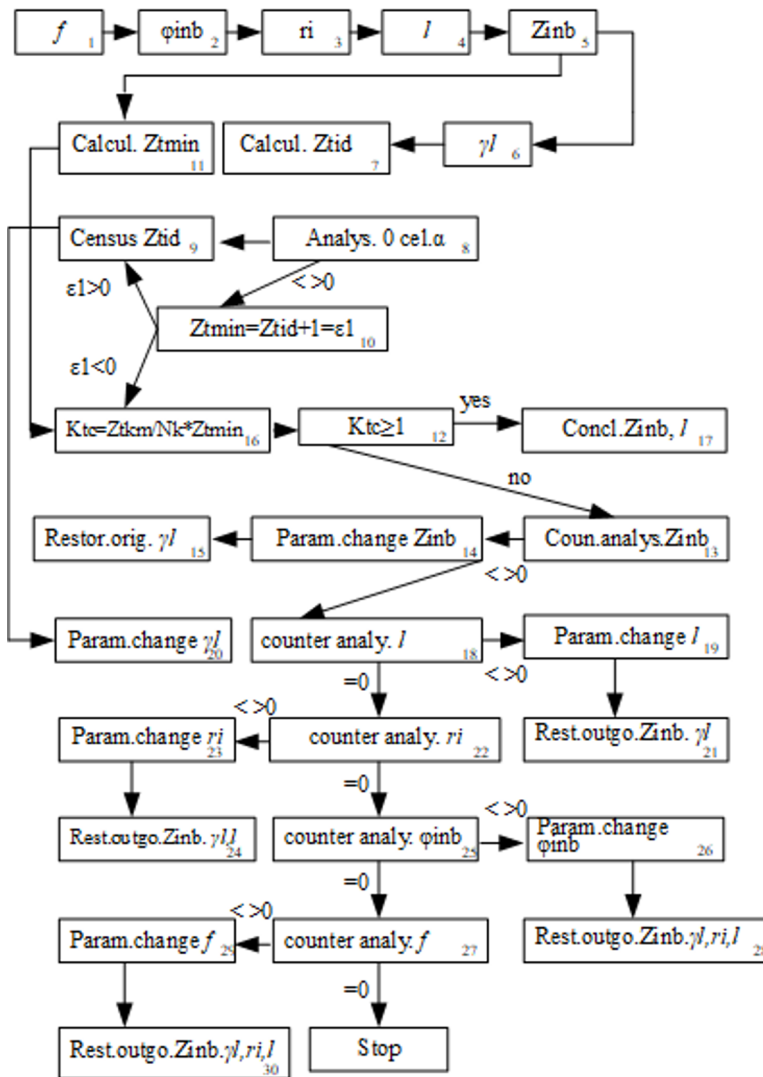 f 1
φinb 2
ri 3
l 4
Zinb 5
Calcul. Ztmin 11
Calcul. Ztid 7
γl 6
Census Ztid 9
Analys. 0 cel.α 8
ε1>0
< >0
Ztmin=Ztid+1=ε1 10
ε1<0
Ktc=Ztkm/Nk*Ztmin 16
Ktc≥1 12
yes
Concl.Zinb, l 17
no
Restor.orig. γl 15
Param.change Zinb 14
Coun.analys.Zinb 13
< >0
Param.change γl 20
counter analy. l 18
Param.change l 19
< >0
=0
< >0
Param.change ri 23
counter analy. ri 22
Rest.outgo.Zinb. γl 21
=0
< >0
Rest.outgo.Zinb. γl,l 24
counter analy. φinb 25
Param.change
φinb 26
=0
< >0
Param.change f 29
counter analy. f 27
Rest.outgo.Zinb.γl,ri,l 28
=0
Rest.outgo.Zinb.γl,ri,l 30
Stop